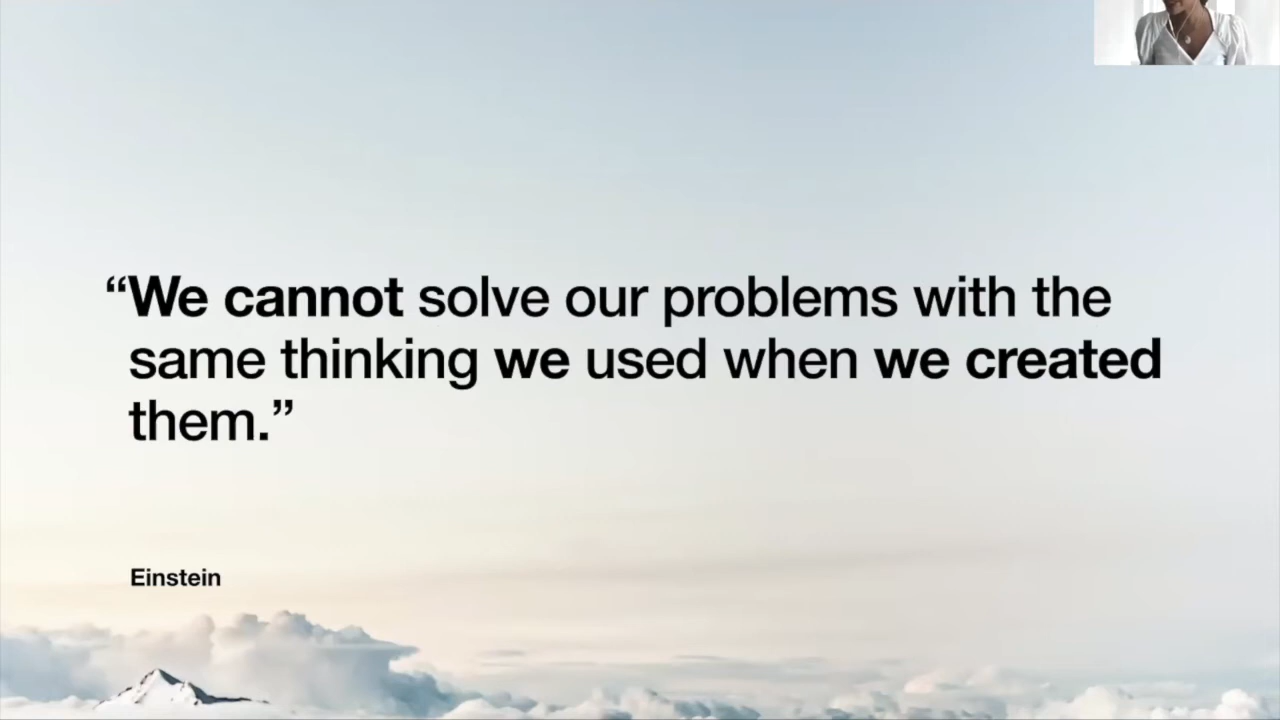 “We cannot solve our problems with the
same thinking we used when we created
them.”
Einstein